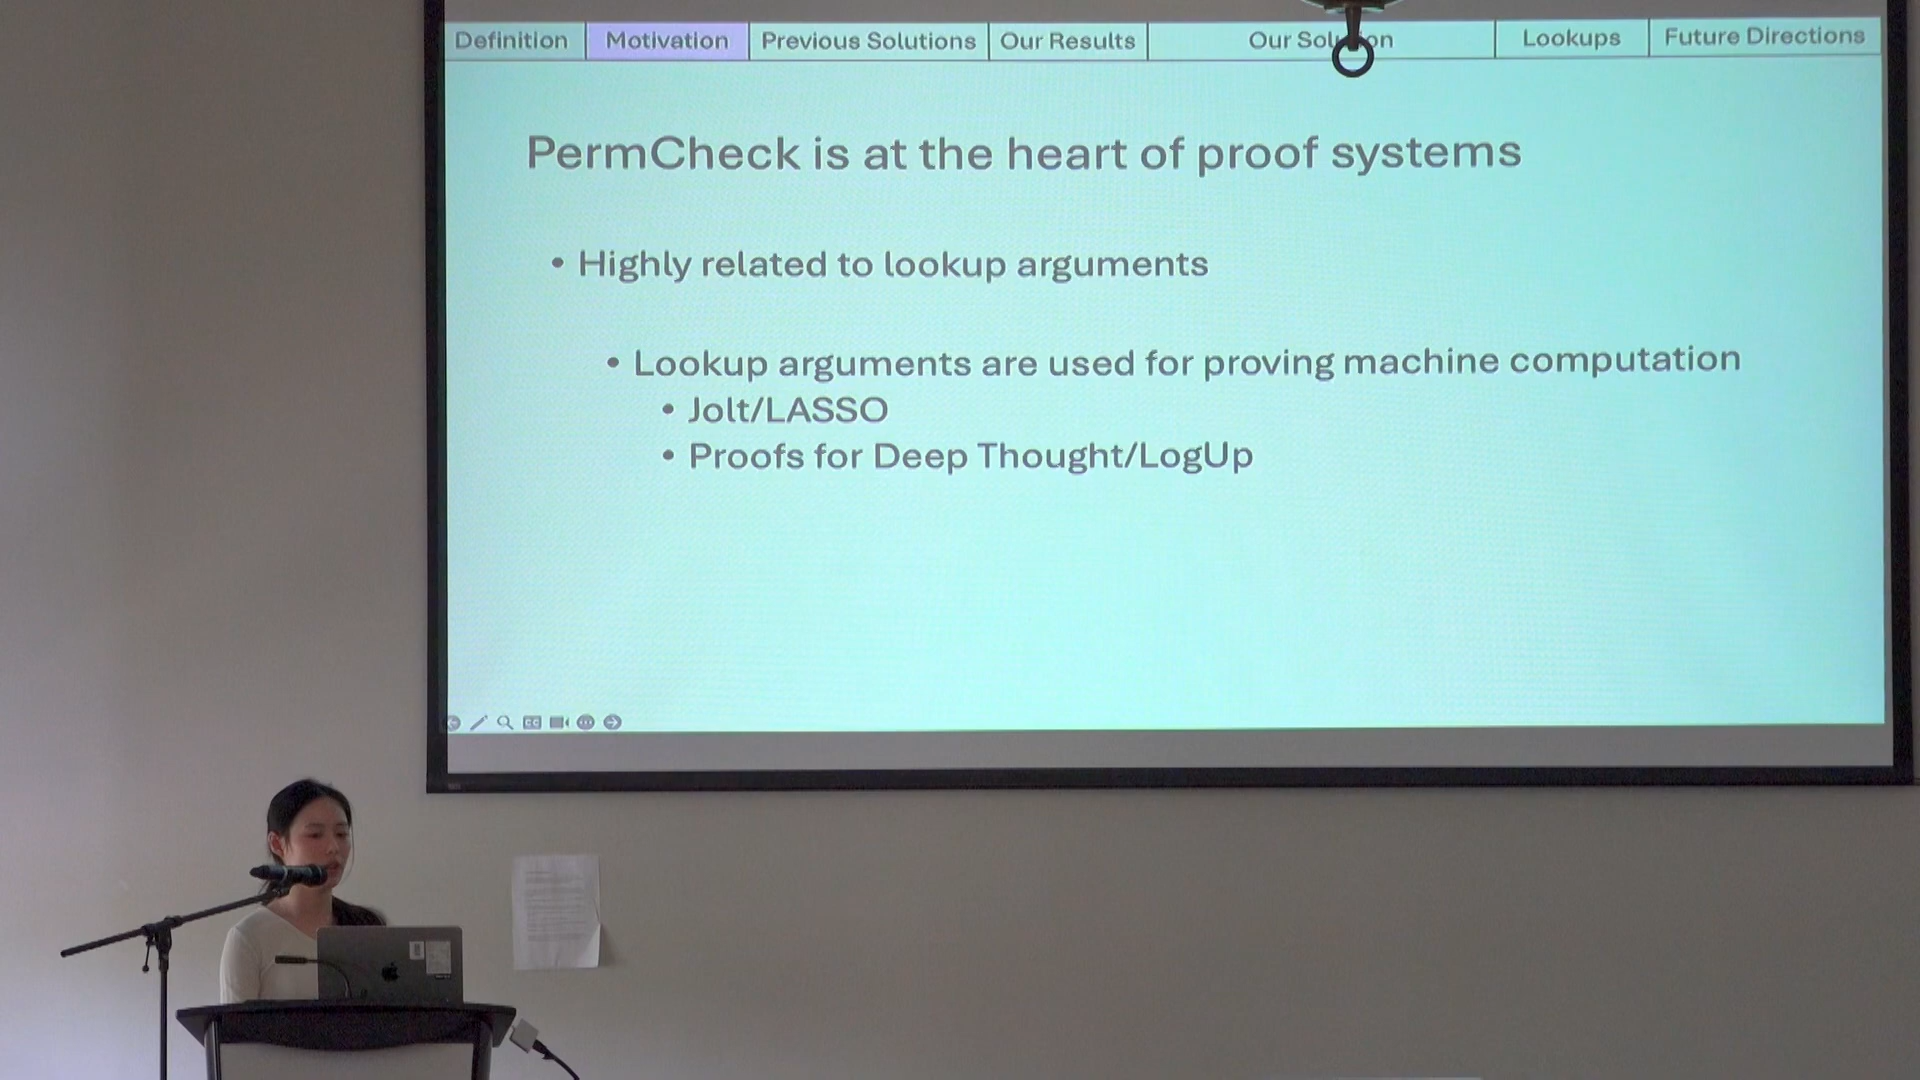 Definition Motivation Previous Solutions Our Results Our Lookups Future Directions
PermCheck is at the heart of proof systems
• Highly related to lookup arguments
• Lookup arguments are used for proving machine computation
• Jolt/LASSO
• Proofs for Deep Thought/LogUp